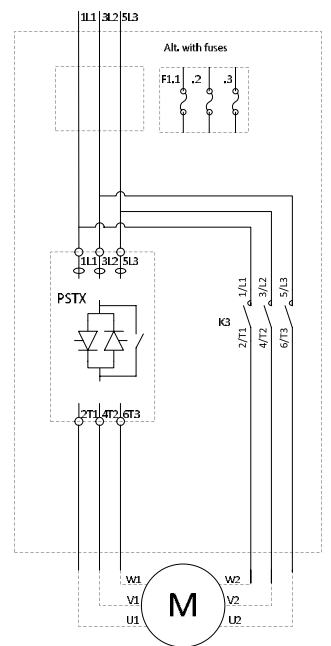 1L1 3L2 5L3
Alt. with fuses
F1.1 .2 .3
1L1 3L2 5L3
PSTX
1/L1 3/L2 5/L3
K3
2/T1 4/T2 6/T3
2T1 4T2 6T3
W1 W2
V1 M V2
U1 U2